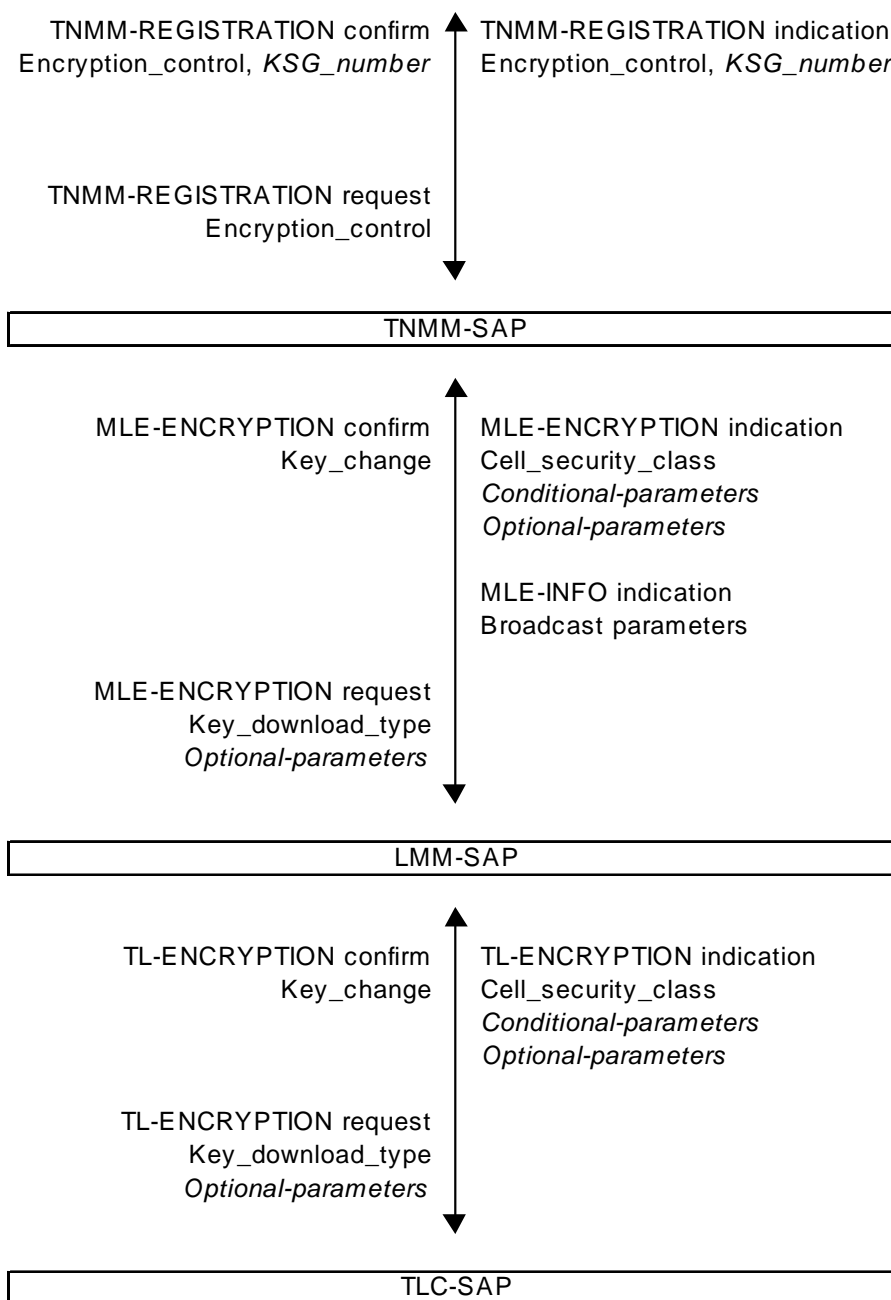 TNMM-REGISTRATION confirm
Encryption_control, KSG_number
TNMM-REGISTRATION indication
Encryption_control, KSG_number
TNMM-REGISTRATION request
Encryption_control
TNMM-SAP
MLE-ENCRYPTION confirm
Key_change
MLE-ENCRYPTION indication
Cell_security_class
Conditional-parameters
Optional-parameters
MLE-INFO indication
Broadcast parameters
MLE-ENCRYPTION request
Key_download_type
Optional-parameters
LMM-SAP
TL-ENCRYPTION confirm
Key_change
TL-ENCRYPTION indication
Cell_security_class
Conditional-parameters
Optional-parameters
TL-ENCRYPTION request
Key_download_type
Optional-parameters
TLC-SAP